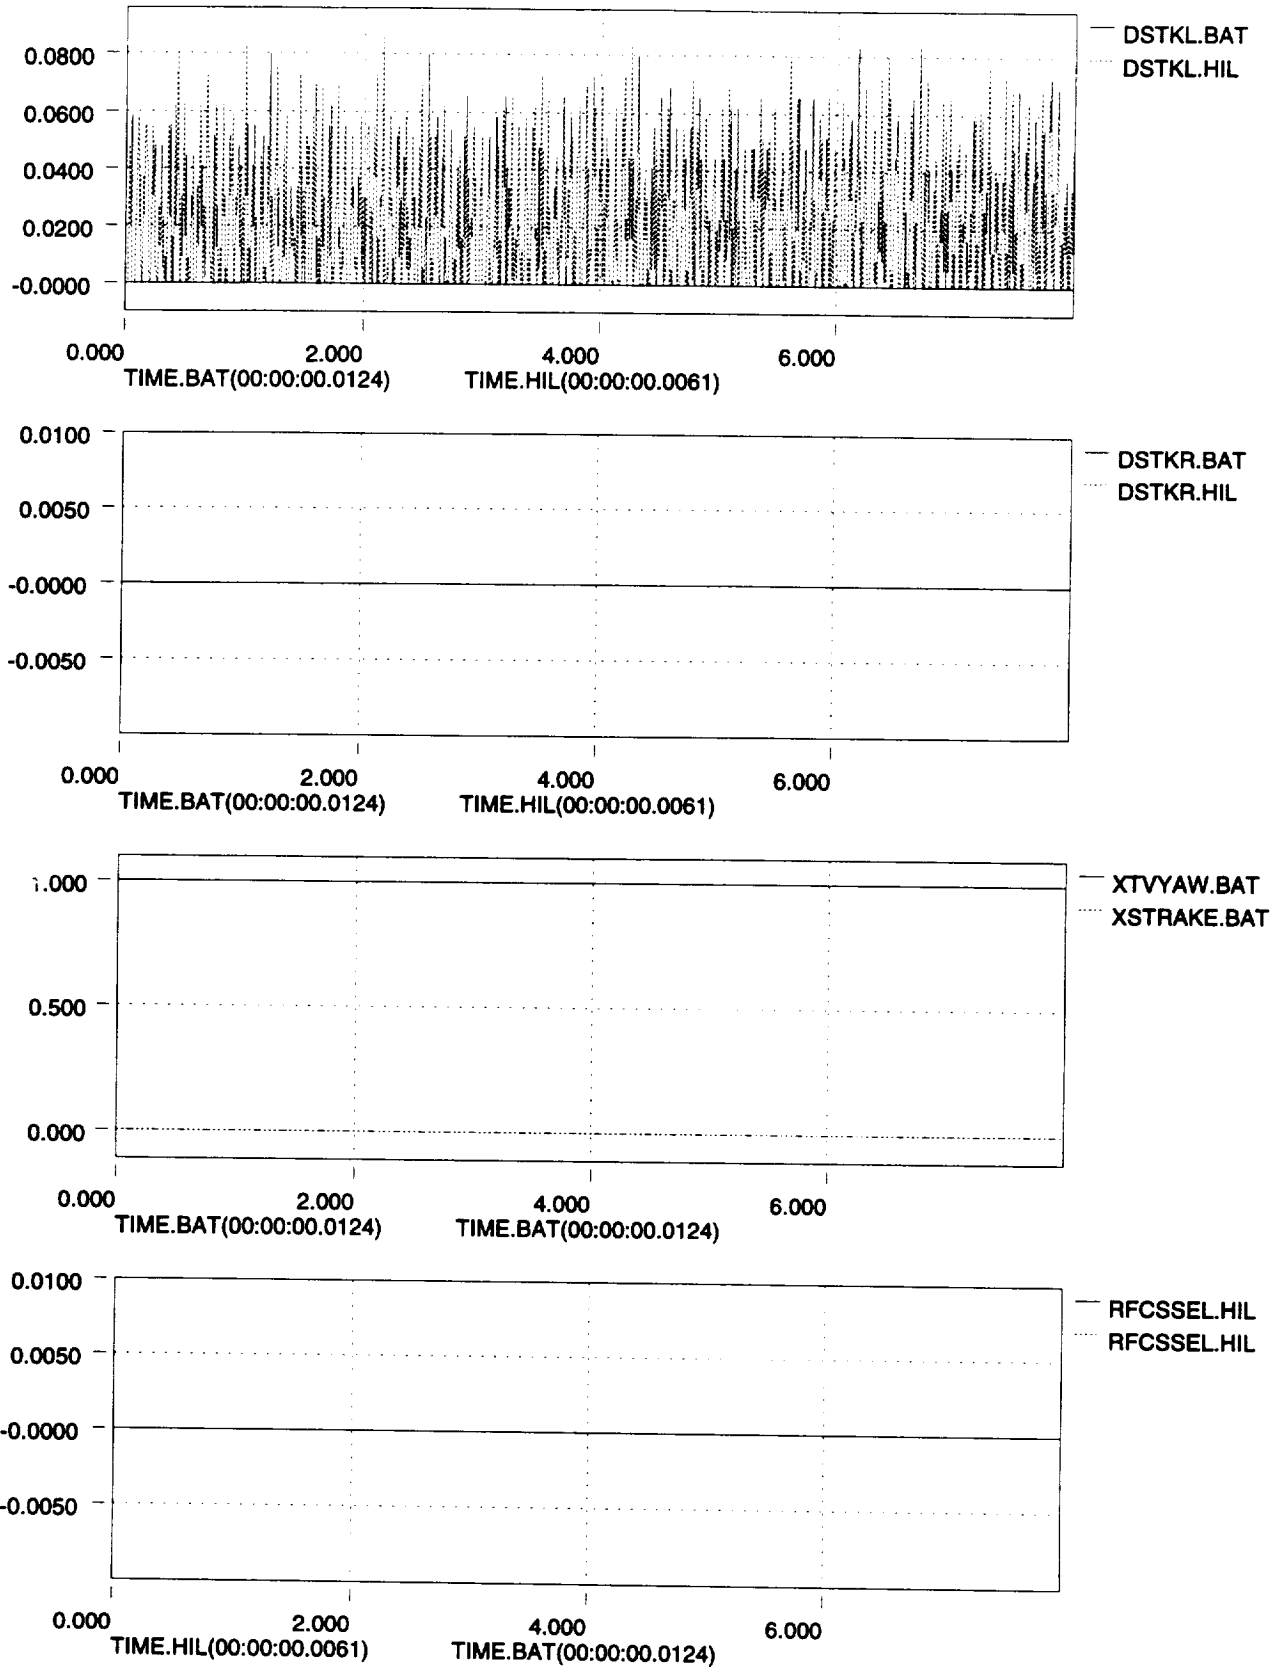 0.0800
0.0600
0.0400
0.0200
-0.0000
DSTKL.BAT
DSTKL.HIL
0.000 2.000 4.000 6.000
TIME.BAT(00:00:00.0124) TIME.HIL(00:00:00.0061)
0.0100
0.0050
-0.0000
-0.0050
DSTKR.BAT
DSTKR.HIL
0.000 2.000 4.000 6.000
TIME.BAT(00:00:00.0124) TIME.HIL(00:00:00.0061)
1.000
0.500
0.000
XTVYAW.BAT
XSTRAKE.BAT
0.000 2.000 4.000 6.000
TIME.BAT(00:00:00.0124) TIME.BAT(00:00:00.0124)
0.0100
0.0050
-0.0000
-0.0050
RFCSSEL.HIL
RFCSSEL.HIL
0.000 2.000 4.000 6.000
TIME.HIL(00:00:00.0061) TIME.BAT(00:00:00.0124)